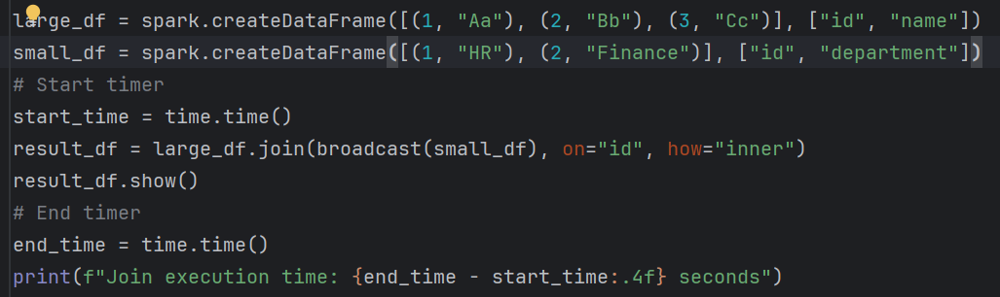 large_df = spark.createDataFrame([(1, "Aa"), (2, "Bb"), (3, "Cc")], ["id", "name"])
small_df = spark.createDataFrame([(1, "HR"), (2, "Finance")], ["id", "department"])
# Start timer
start_time = time.time()
result_df = large_df.join(broadcast(small_df), on="id", how="inner")
result_df.show()
# End timer
end_time = time.time()
print(f"Join execution time: {end_time - start_time:.4f} seconds")